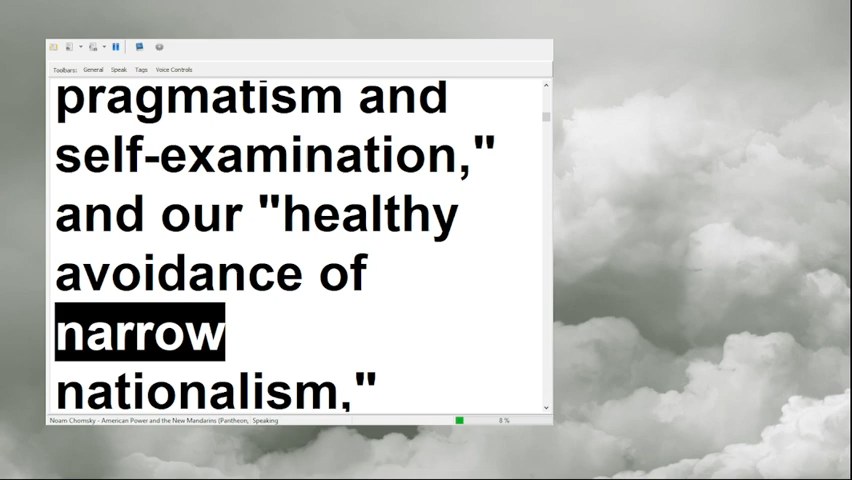 Toolbars: General Speak Tags Voice Controls
pragmatism and
self-examination,"
and our "healthy
avoidance of
narrow
nationalism,"
Noam Chomsky - American Power and the New Mandarins (Pantheon, Speaking 8 %